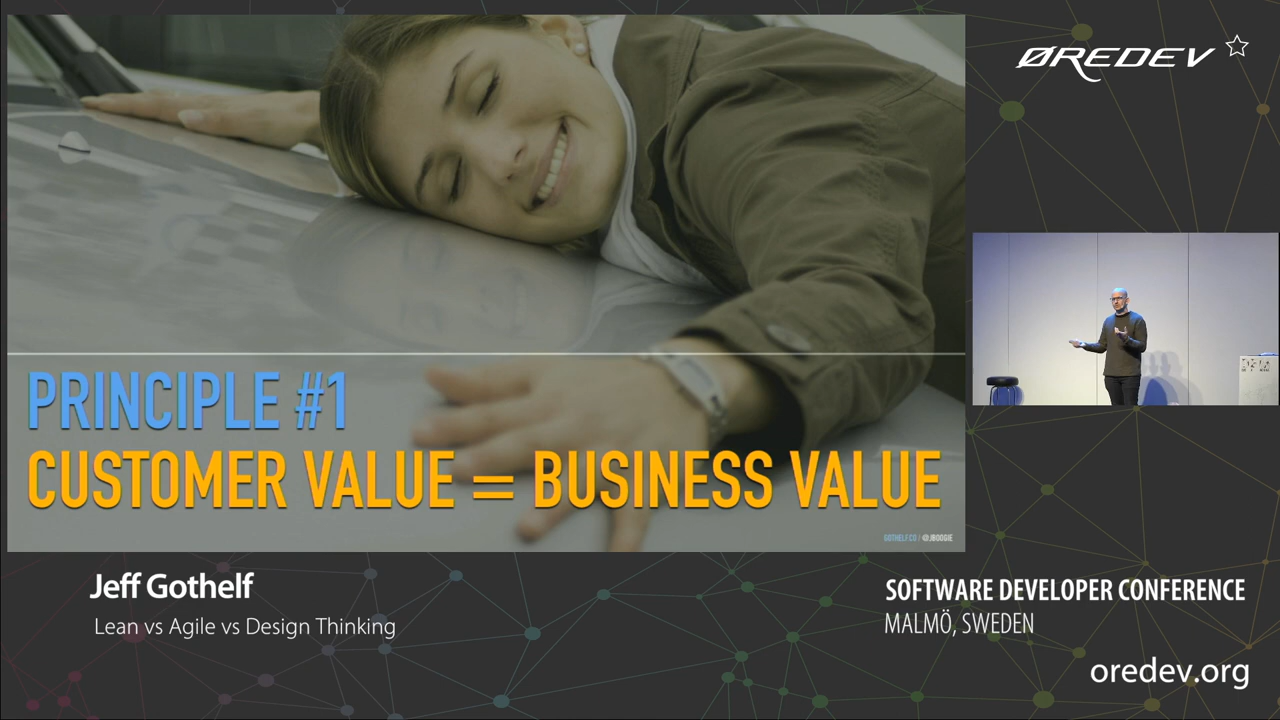 ØREDEV
PRINCIPLE #1
CUSTOMER VALUE = BUSINESS VALUE
GOTHELF.CO | @JBOOGIE
Jeff Gothelf
Lean vs Agile vs Design Thinking
SOFTWARE DEVELOPER CONFERENCE
MALMÖ, SWEDEN
oredev.org